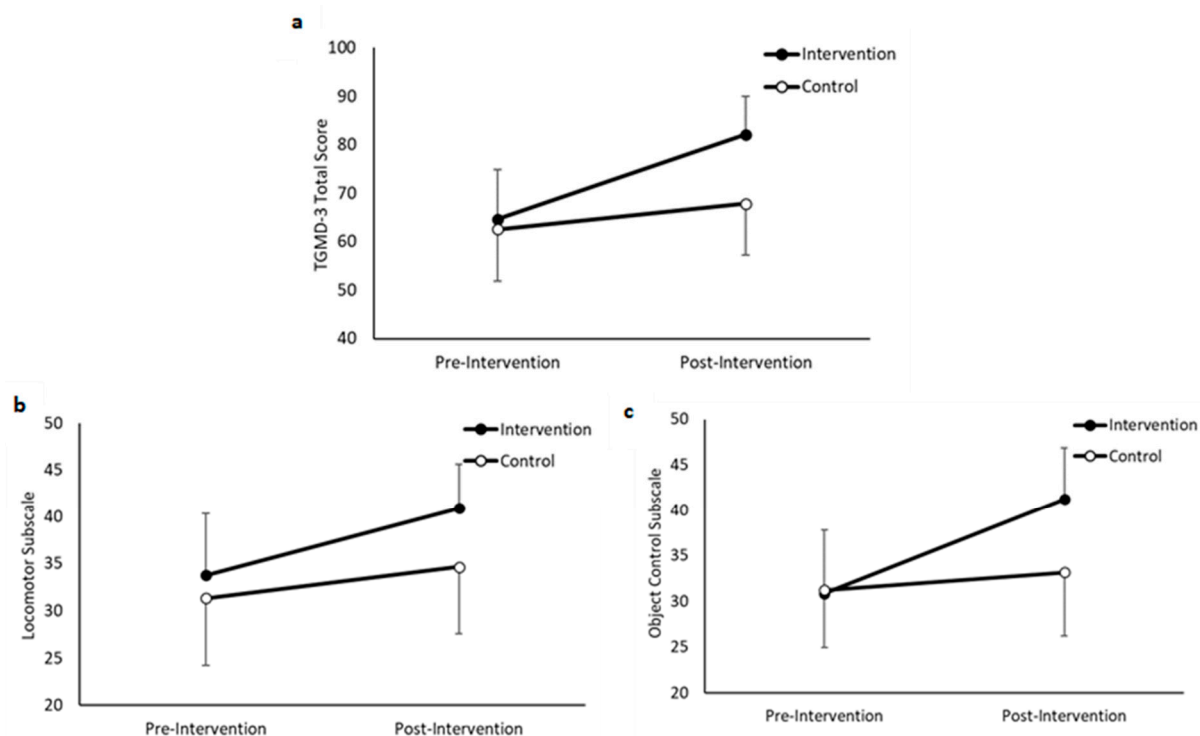 a
TGMD-3 Total Score
100
90
80
70
60
50
40
Intervention
Control
Pre-Intervention
Post-Intervention
b
Locomotor Subscale
50
45
40
35
30
25
20
Intervention
Control
Pre-Intervention
Post-Intervention
c
Object Control Subscale
50
45
40
35
30
25
20
Intervention
Control
Pre-Intervention
Post-Intervention